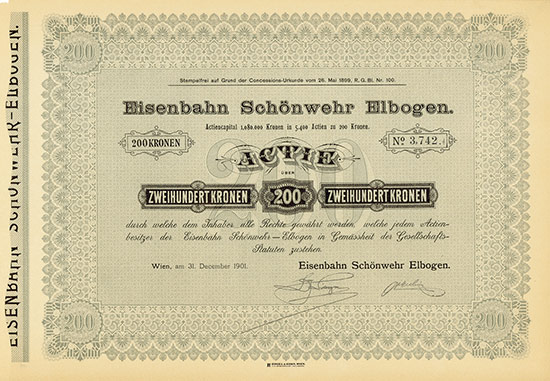 200
200
Stempelfrei auf Grund der Concessions-Urkunde vom 26. Mai 1899, R. G. Bl. Nr. 100.
Eisenbahn Schönwehr Elbogen.
Actiencapital 1,080.000 Kronen in 5.400 Actien zu 200 Kronen.
200 KRONEN
No 3,742.
200
ACTIE
ÜBER
ZWEIHUNDERT KRONEN 200 ZWEIHUNDERT KRONEN
durch welche dem Inhaber alle Rechte gewährt werden, welche jedem Actien-
besitzer der Eisenbahn Schönwehr—Elbogen in Gemässheit der Gesellschafts-
Statuten zustehen.
Wien, am 31. December 1901.
Eisenbahn Schönwehr Elbogen.
200
200
EISENBAHN SCHÖNWEHR-ELBOGEN.